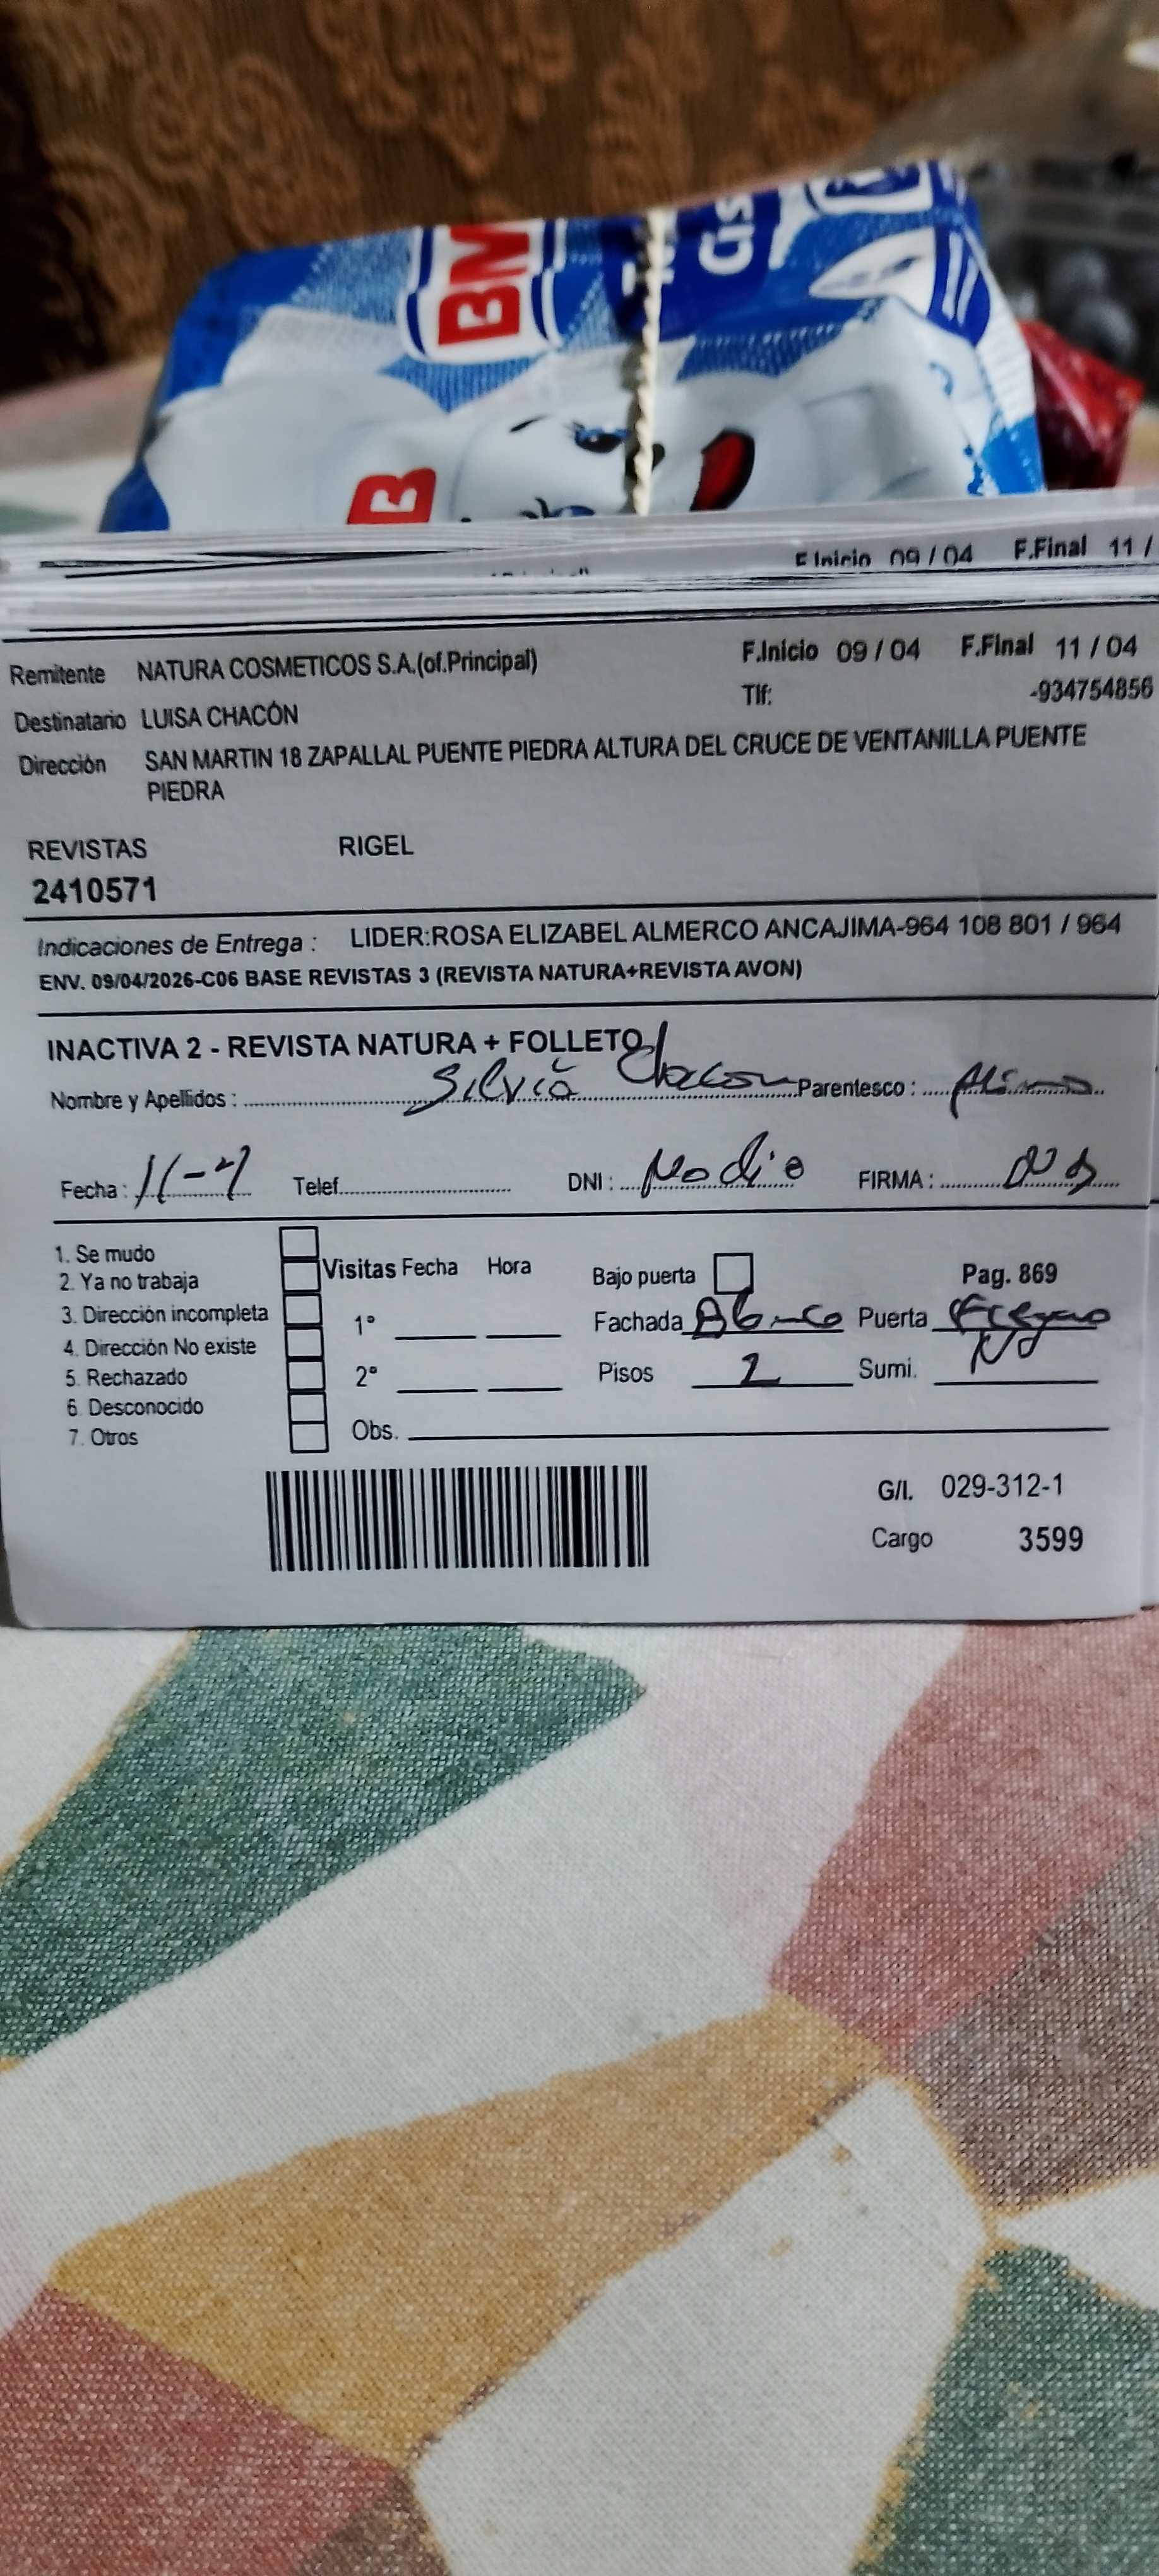 BM
Gis
B
F.Inicio 09 / 04 F.Final 11 /
Remitente NATURA COSMETICOS S.A.(of.Principal) F.Inicio 09 / 04 F.Final 11 / 04
Tlf: -934754856
Destinatario LUISA CHACÓN
Dirección SAN MARTIN 18 ZAPALLAL PUENTE PIEDRA ALTURA DEL CRUCE DE VENTANILLA PUENTE
PIEDRA
REVISTAS RIGEL
2410571
Indicaciones de Entrega : LIDER:ROSA ELIZABEL ALMERCO ANCAJIMA-964 108 801 / 964
ENV. 09/04/2026-C06 BASE REVISTAS 3 (REVISTA NATURA+REVISTA AVON)
INACTIVA 2 - REVISTA NATURA + FOLLETO
Nombre y Apellidos : Silvia Chacon Parentesco :
Fecha : 11-4 Telef. DNI : No dio FIRMA :
1. Se mudo
2. Ya no trabaja
3. Dirección incompleta
4. Dirección No existe
5. Rechazado
6. Desconocido
7. Otros
Visitas Fecha Hora
1°
2°
Obs.
Bajo puerta Pag. 869
Fachada Blanco Puerta
Pisos 2 Sumi. No
G/I. 029-312-1
Cargo 3599